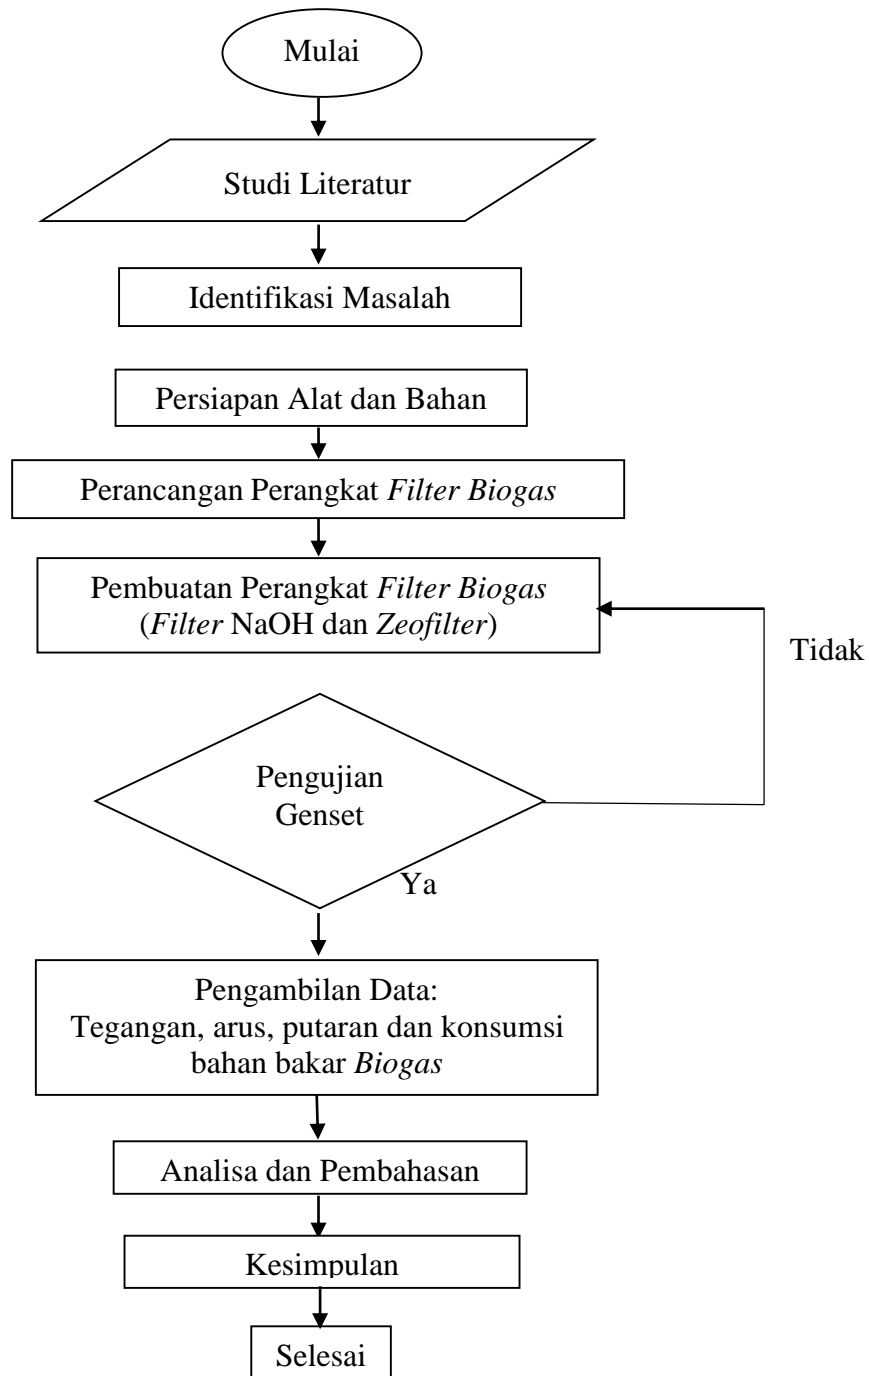 Mulai
Studi Literatur
Identifikasi Masalah
Persiapan Alat dan Bahan
Perancangan Perangkat Filter Biogas
Pembuatan Perangkat Filter Biogas
(Filter NaOH dan Zeofilter)
Tidak
Pengujian
Genset
Ya
Pengambilan Data:
Tegangan, arus, putaran dan konsumsi
bahan bakar Biogas
Analisa dan Pembahasan
Kesimpulan
Selesai